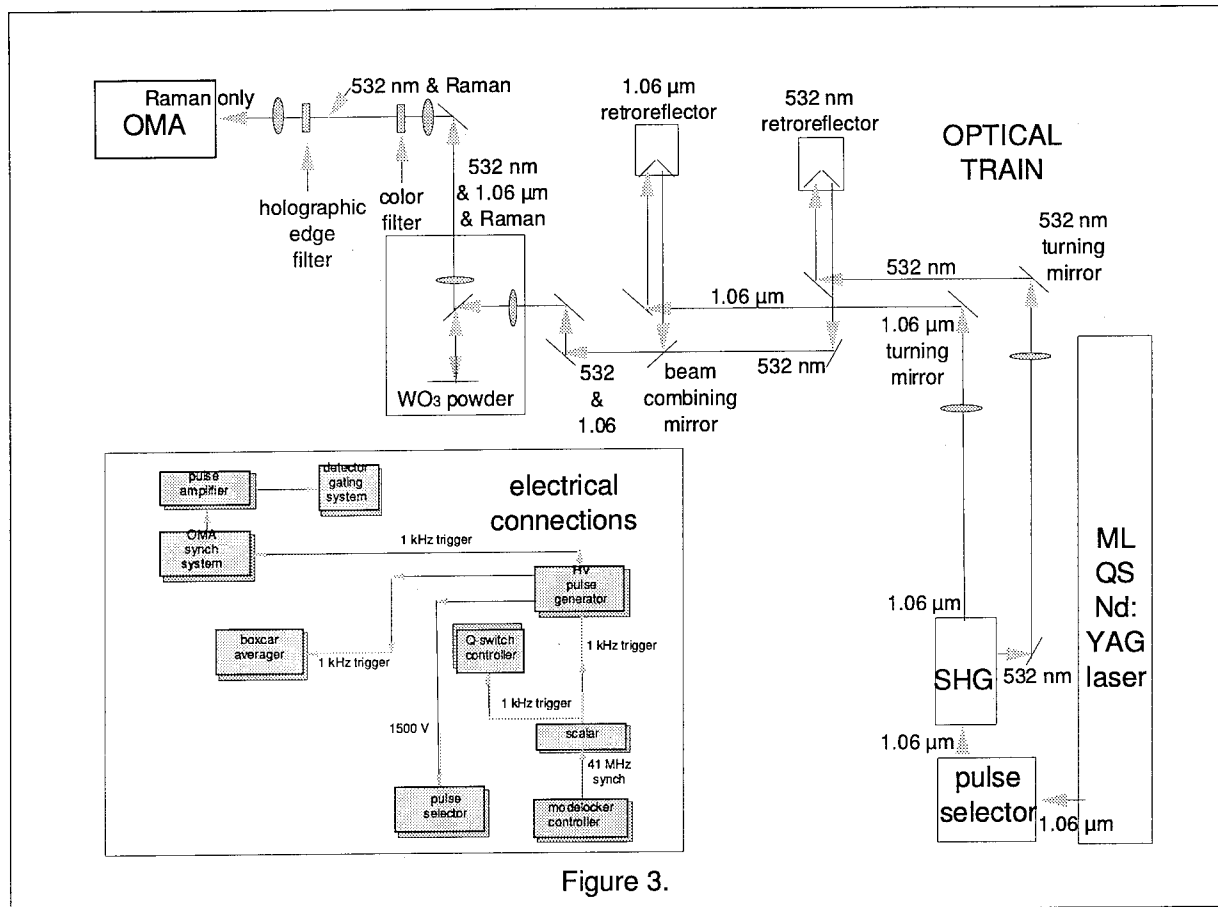 OPTICAL
TRAIN
Raman only
OMA
532 nm & Raman
holographic
edge
filter
color
filter
532 nm
& 1.06 µm
& Raman
1.06 µm
retroreflector
532 nm
retroreflector
532 nm
turning
mirror
532 nm
1.06 µm
1.06 µm
turning
mirror
WO3 powder
532
&
1.06
beam
combining
mirror
532 nm
ML
QS
Nd:
YAG
laser
1.06 µm
SHG
532 nm
1.06 µm
pulse
selector
1.06 µm
electrical
connections
pulse
amplifier
detector
gating
system
OMA
synch
system
1 kHz trigger
HV
pulse
generator
boxcar
averager
1 kHz trigger
Q-switch
controller
1 kHz trigger
1 kHz trigger
1500 V
scalar
41 MHz
synch
pulse
selector
modelocker
controller
Figure 3.